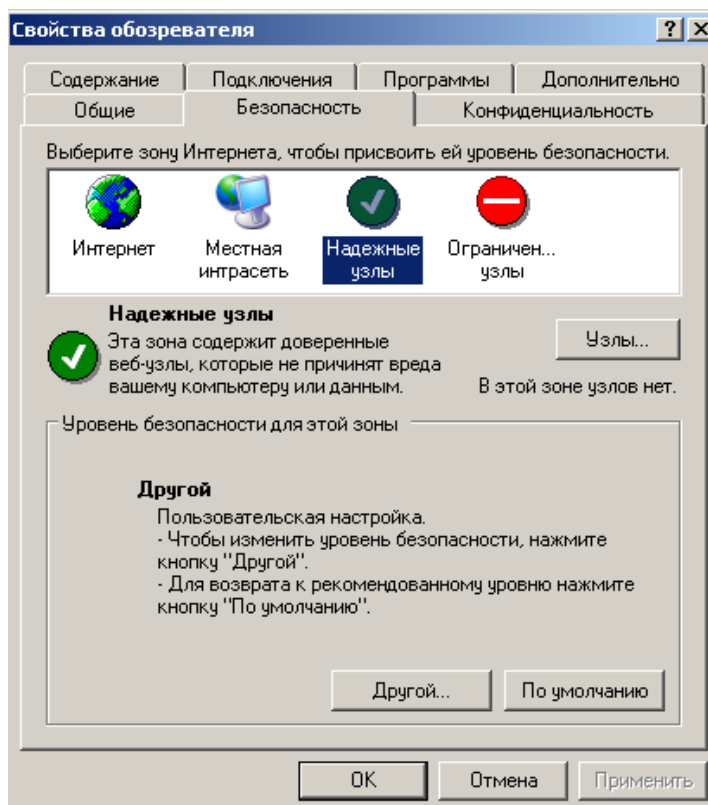 Свойства обозревателя
Содержание Подключения Программы Дополнительно
Общие Безопасность Конфиденциальность
Выберите зону Интернета, чтобы присвоить ей уровень безопасности.
Интернет Местная интрасеть Надежные узлы Ограничен... узлы
Надежные узлы
Эта зона содержит доверенные
веб-узлы, которые не причинят вреда
вашему компьютеру или данным.
Узлы...
В этой зоне узлов нет.
Уровень безопасности для этой зоны
Другой
Пользовательская настройка.
- Чтобы изменить уровень безопасности, нажмите
кнопку "Другой".
- Для возврата к рекомендованному уровню нажмите
кнопку "По умолчанию".
Другой... По умолчанию
OK Отмена Применить